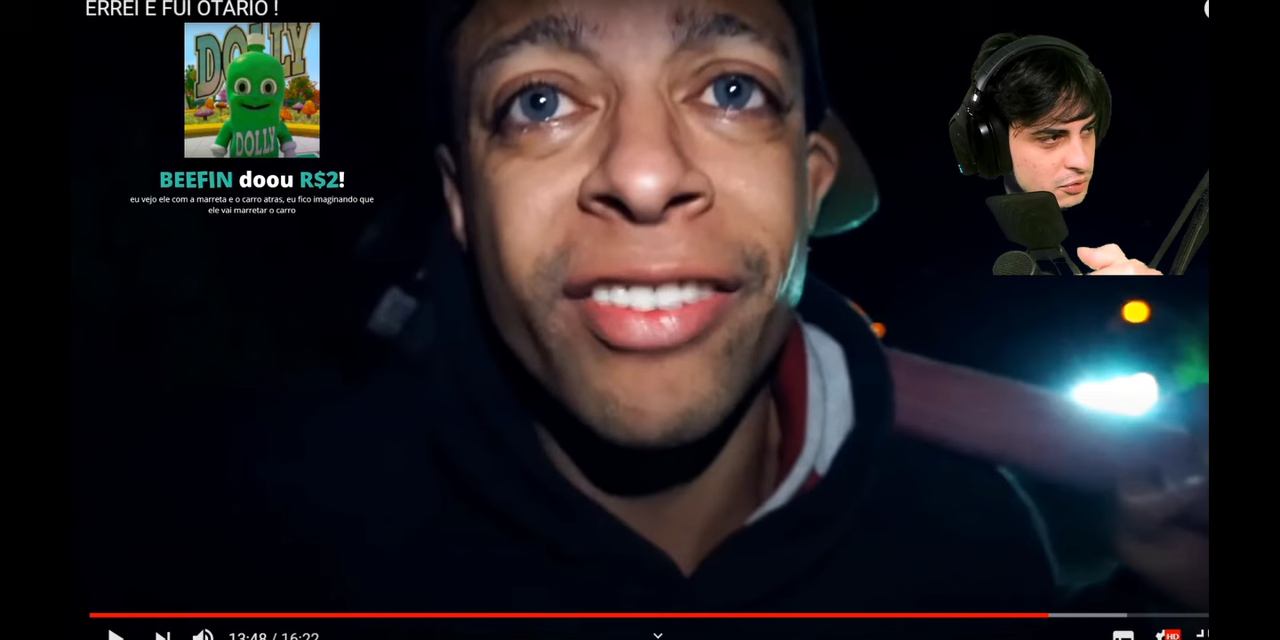 ERREI E FUI OTARIO !
DOLLY
DOLLY
BEEFIN doou R$2!
eu vejo ele com a marreta e o carro atras, eu fico imaginando que
ele vai marretar o carro
13:48 / 16:22
HD